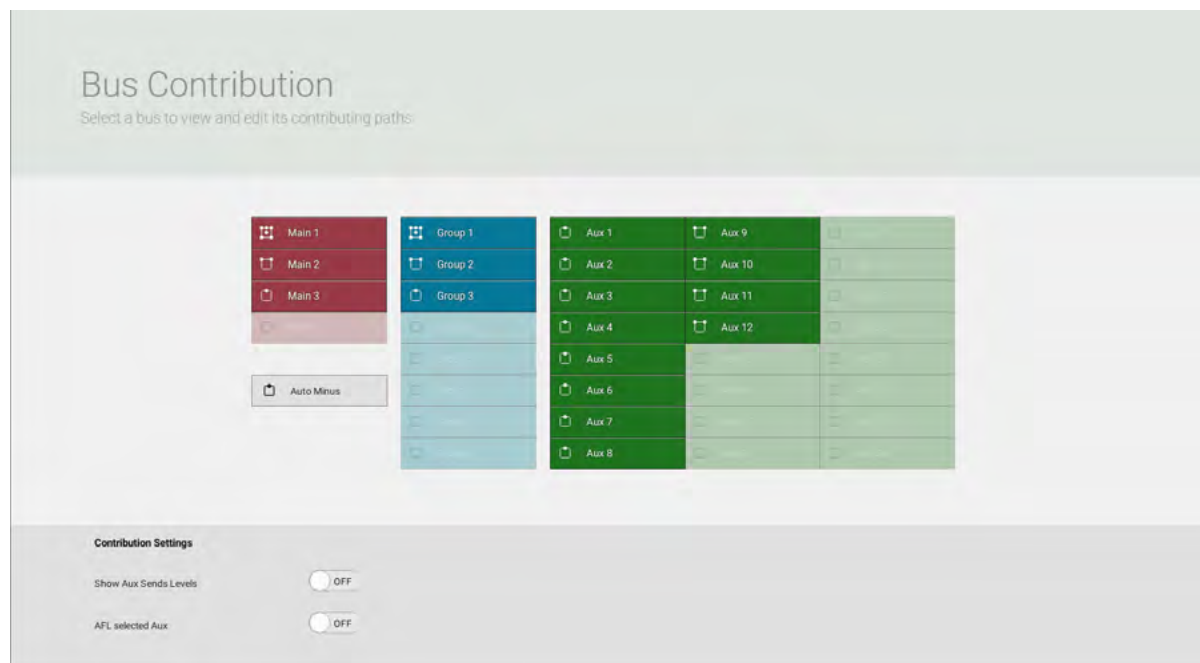 Bus Contribution
Select a bus to view and edit its contributing paths
Main 1
Main 2
Main 3
Auto Minus
Group 1
Group 2
Group 3
Aux 1
Aux 2
Aux 3
Aux 4
Aux 5
Aux 6
Aux 7
Aux 8
Aux 9
Aux 10
Aux 11
Aux 12
Contribution Settings
Show Aux Sends Levels OFF
AFL selected Aux OFF